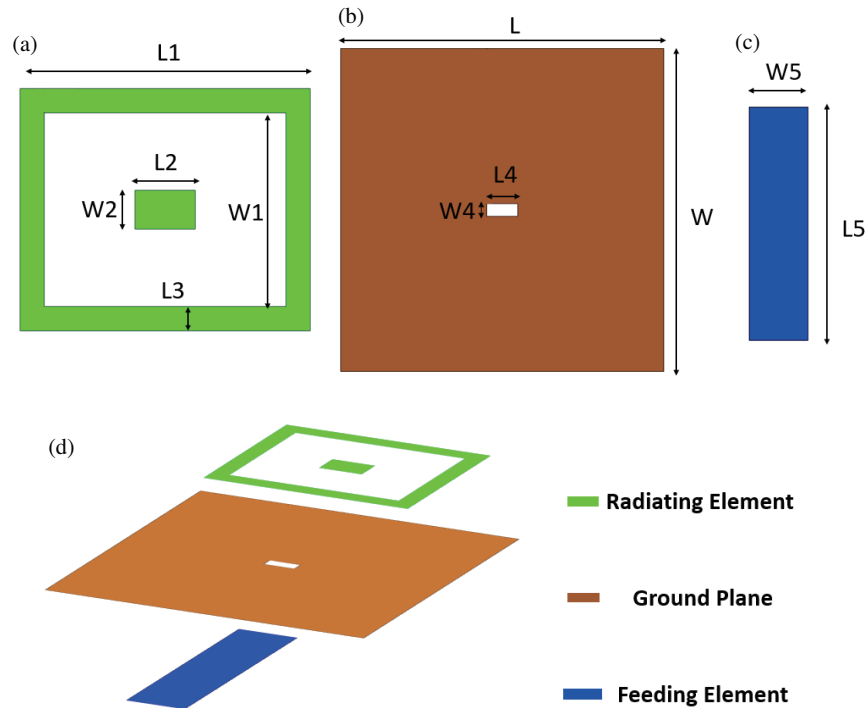 (a)
L1
L2
W2
W1
L3
(b)
L
L4
W4
W
(c)
W5
L5
(d)
Radiating Element
Ground Plane
Feeding Element